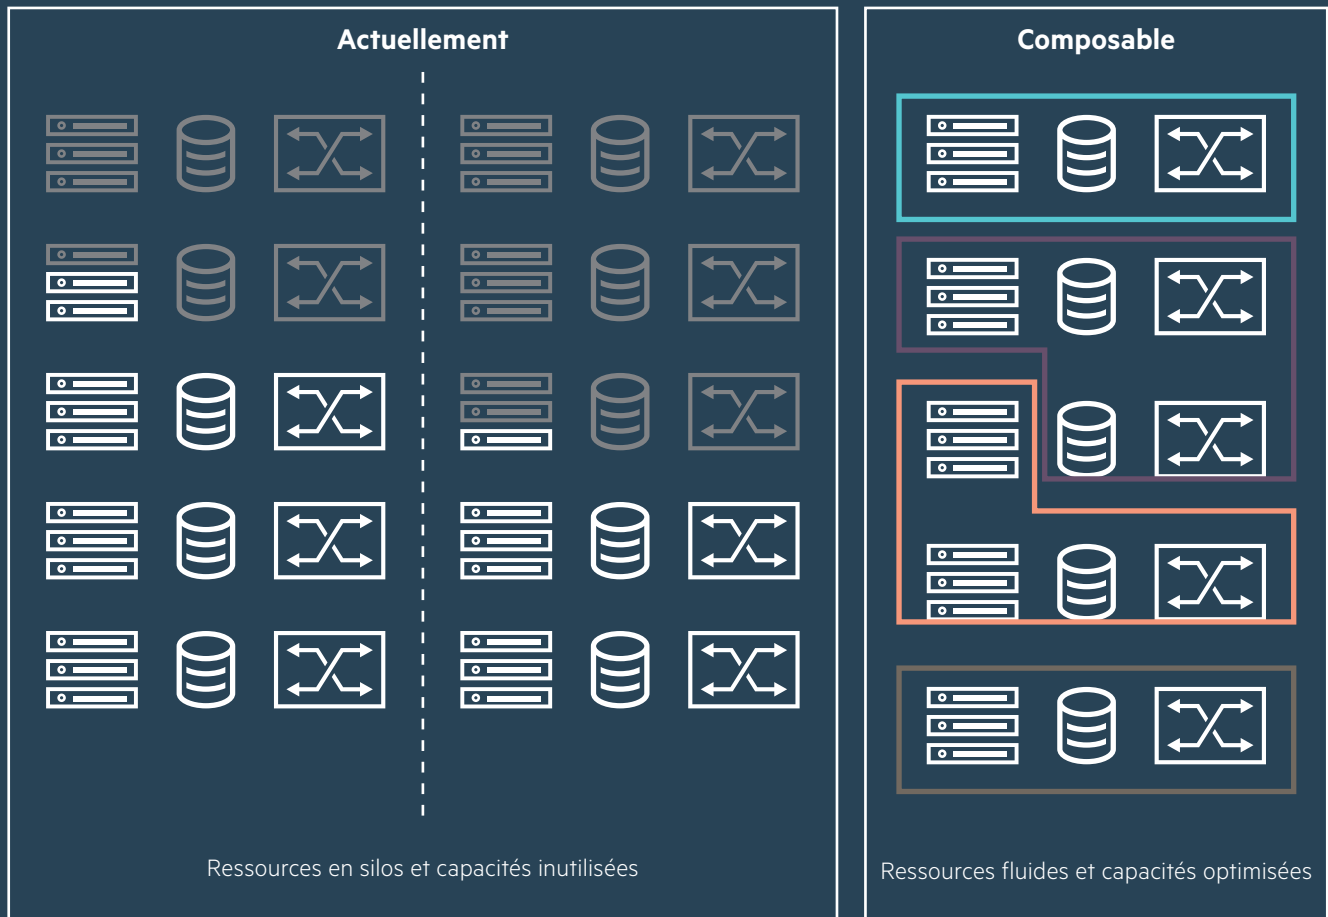 Actuellement
Ressources en silos et capacités inutilisées
Composable
Ressources fluides et capacités optimisées